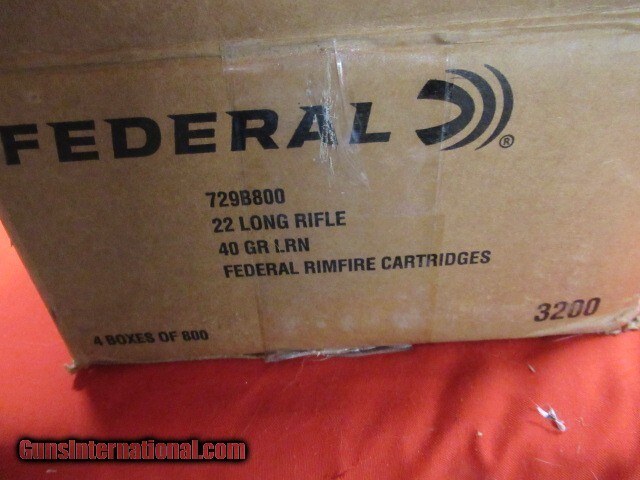 FEDERAL ®
729B800
22 LONG RIFLE
40 GR LRN
FEDERAL RIMFIRE CARTRIDGES
3200
4 BOXES OF 800
GunsInternational.com